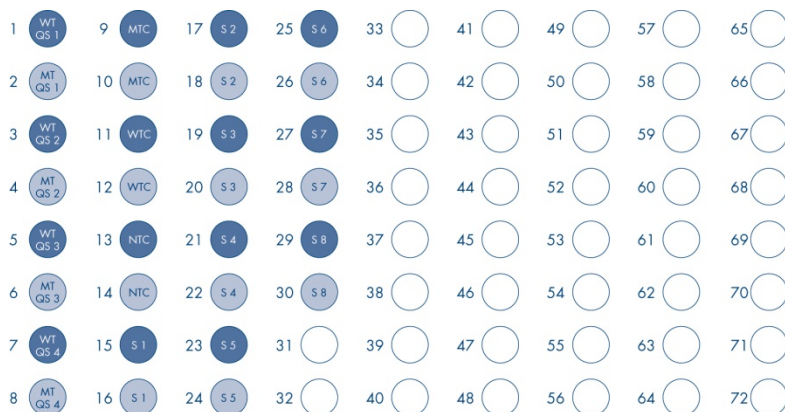 1 WT QS 1 9 MTC 17 S 2 25 S 6 33 41 49 57 65
2 MT QS 1 10 MTC 18 S 2 26 S 6 34 42 50 58 66
3 WT QS 2 11 WTC 19 S 3 27 S 7 35 43 51 59 67
4 MT QS 2 12 WTC 20 S 3 28 S 7 36 44 52 60 68
5 WT QS 3 13 NTC 21 S 4 29 S 8 37 45 53 61 69
6 MT QS 3 14 NTC 22 S 4 30 S 8 38 46 54 62 70
7 WT QS 4 15 S 1 23 S 5 31 39 47 55 63 71
8 MT QS 4 16 S 1 24 S 5 32 40 48 56 64 72